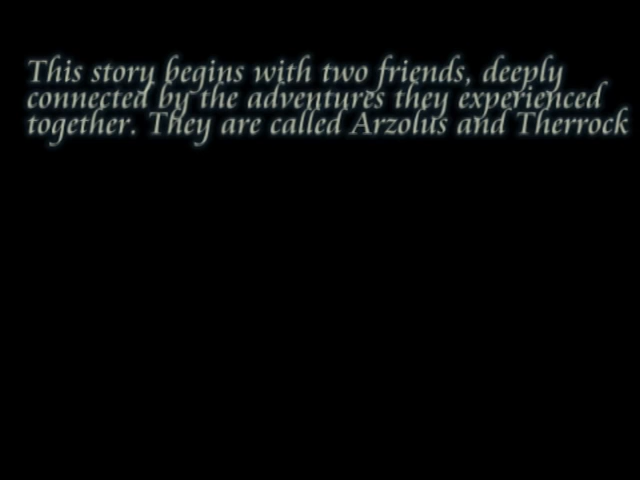 This story begins with two friends, deeply
connected by the adventures they experienced
together. They are called Arzolus and Therrock